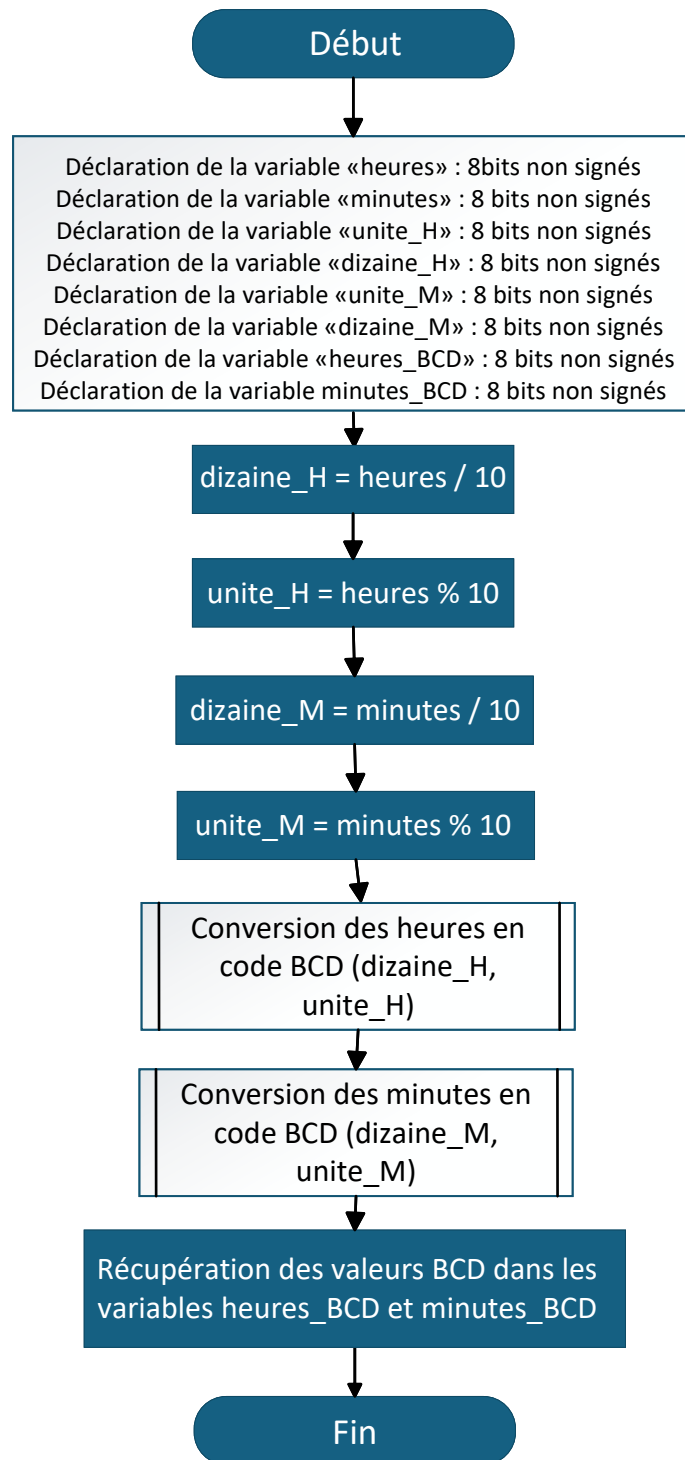 Début
Déclaration de la variable «heures» : 8bits non signés
Déclaration de la variable «minutes» : 8 bits non signés
Déclaration de la variable «unite_H» : 8 bits non signés
Déclaration de la variable «dizaine_H» : 8 bits non signés
Déclaration de la variable «unite_M» : 8 bits non signés
Déclaration de la variable «dizaine_M» : 8 bits non signés
Déclaration de la variable «heures_BCD» : 8 bits non signés
Déclaration de la variable minutes_BCD : 8 bits non signés
dizaine_H = heures / 10
unite_H = heures % 10
dizaine_M = minutes / 10
unite_M = minutes % 10
Conversion des heures en
code BCD (dizaine_H,
unite_H)
Conversion des minutes en
code BCD (dizaine_M,
unite_M)
Récupération des valeurs BCD dans les
variables heures_BCD et minutes_BCD
Fin